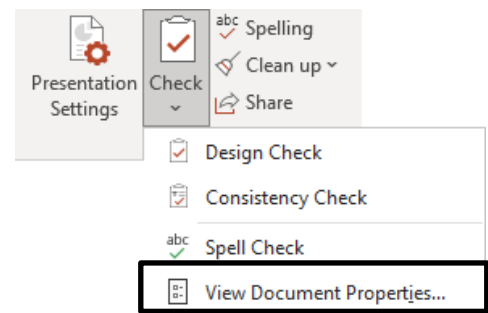 Presentation
Settings
Check
abc Spelling
Clean up
Share
Design Check
Consistency Check
abc
Spell Check
View Document Properties...